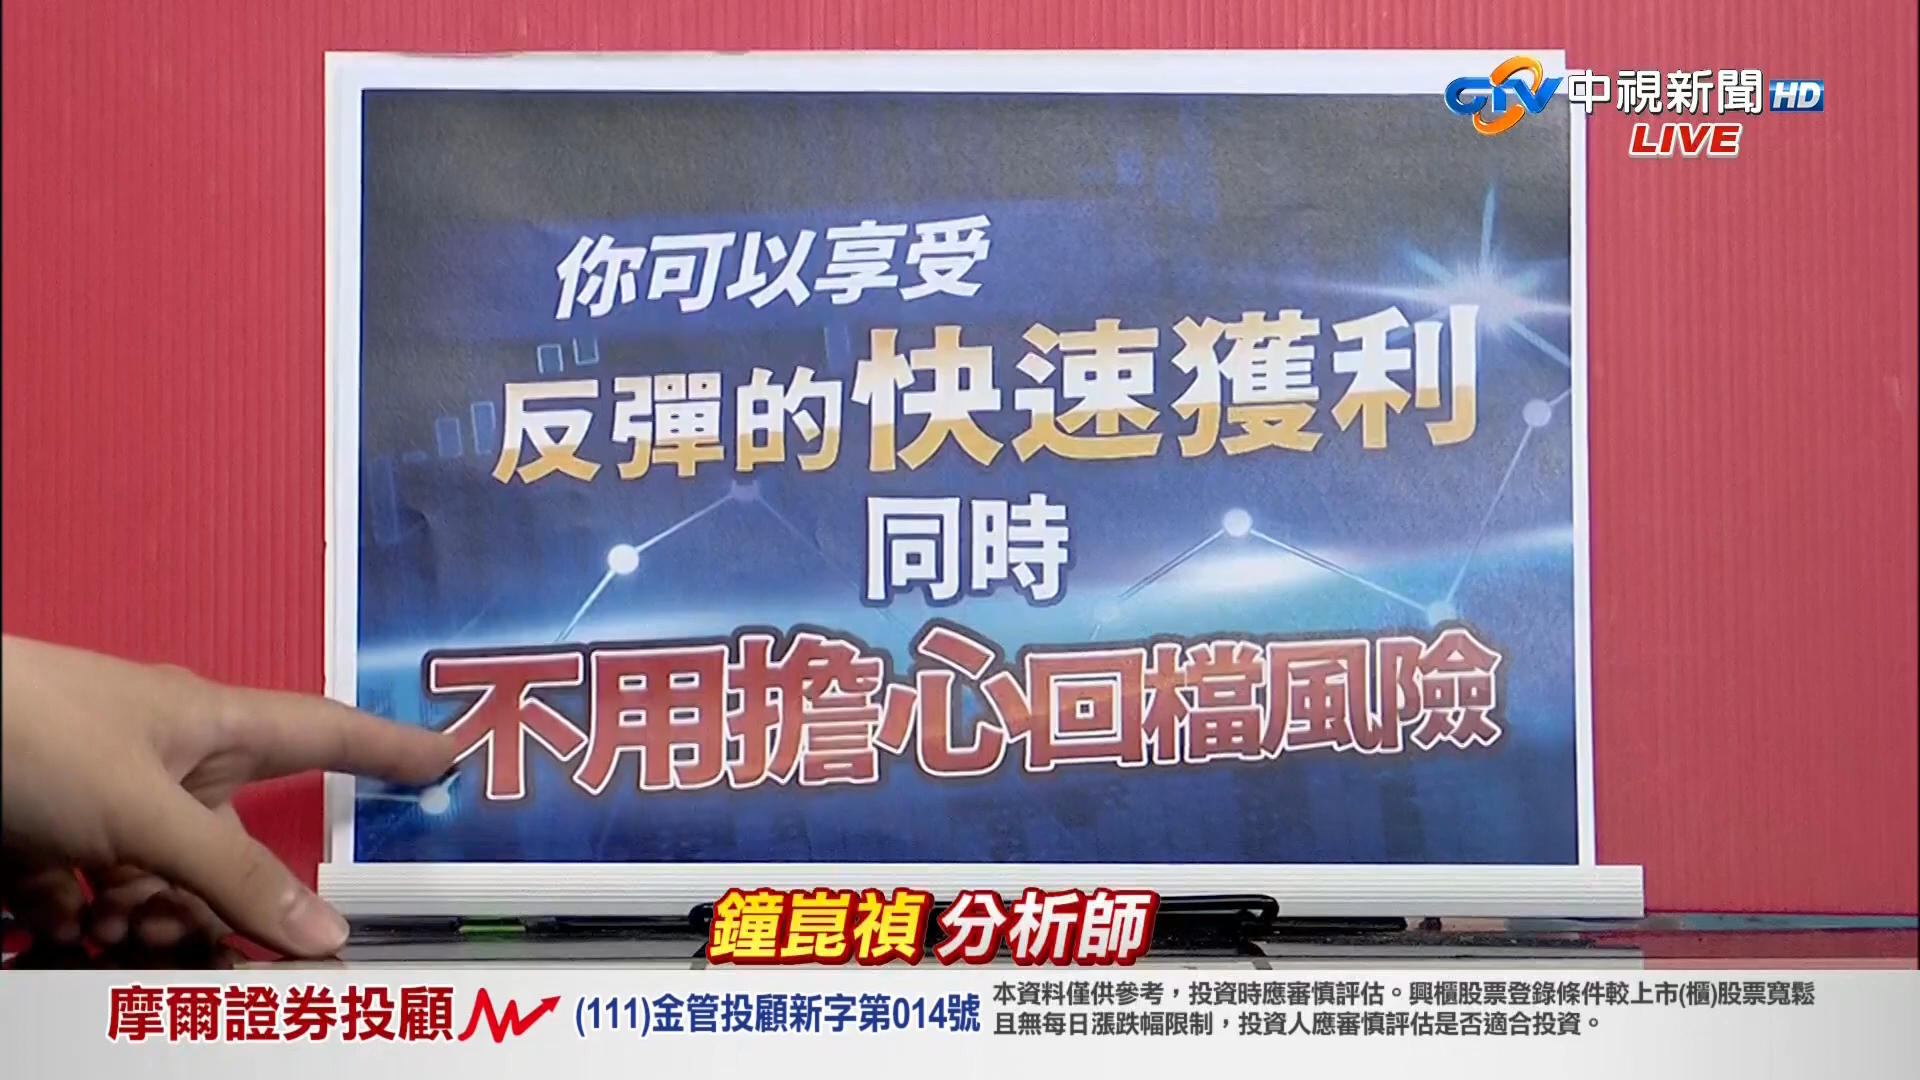 CTV 中視新聞 HD
LIVE
你可以享受
反彈的快速獲利
同時
不用擔心回檔風險
鐘崑禎 分析師
摩爾證券投顧
(111)金管投顧新字第014號
本資料僅供參考，投資時應審慎評估。興櫃股票登錄條件較上市(櫃)股票寬鬆
且無每日漲跌幅限制，投資人應審慎評估是否適合投資。